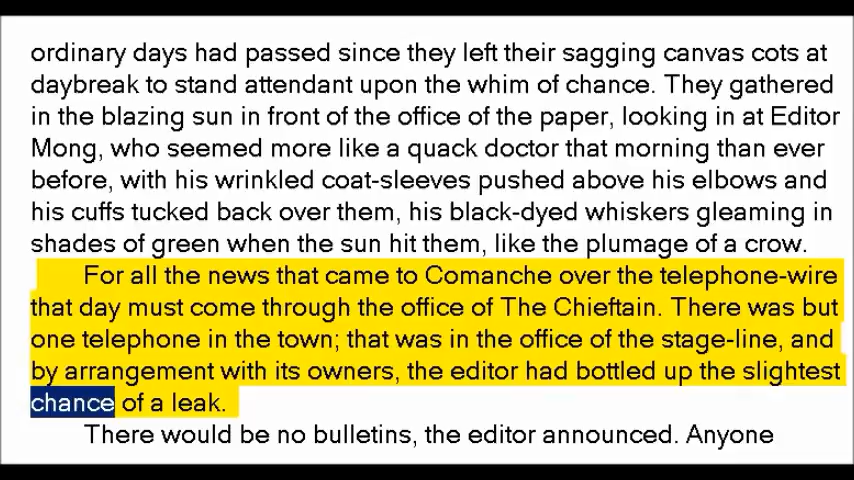 ordinary days had passed since they left their sagging canvas cots at
daybreak to stand attendant upon the whim of chance. They gathered
in the blazing sun in front of the office of the paper, looking in at Editor
Mong, who seemed more like a quack doctor that morning than ever
before, with his wrinkled coat-sleeves pushed above his elbows and
his cuffs tucked back over them, his black-dyed whiskers gleaming in
shades of green when the sun hit them, like the plumage of a crow.
For all the news that came to Comanche over the telephone-wire
that day must come through the office of The Chieftain. There was but
one telephone in the town; that was in the office of the stage-line, and
by arrangement with its owners, the editor had bottled up the slightest
chance of a leak.
There would be no bulletins, the editor announced. Anyone